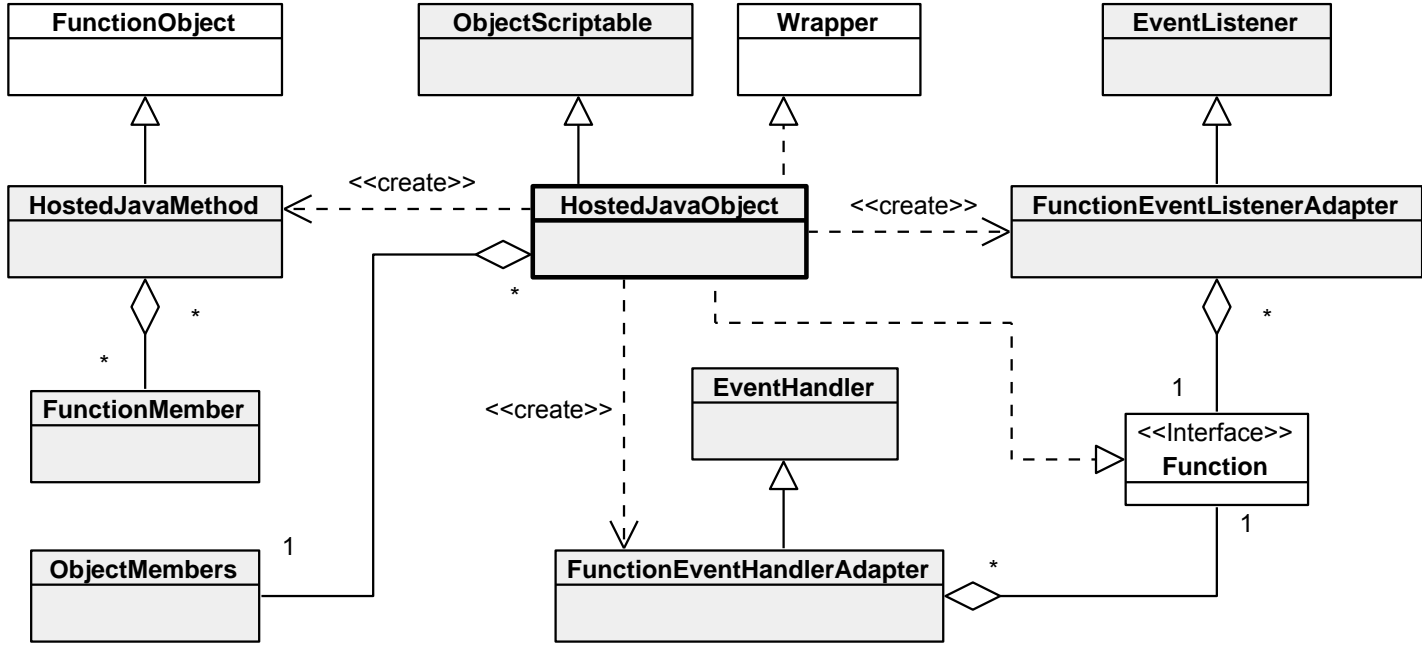 FunctionObject
ObjectScriptable
Wrapper
EventListener
<<create>>
<<create>>
HostedJavaMethod
HostedJavaObject
FunctionEventListenerAdapter
*
*
*
*
EventHandler
1
FunctionMember
<<create>>
<<Interface>>
Function
1
1
ObjectMembers
FunctionEventHandlerAdapter
*